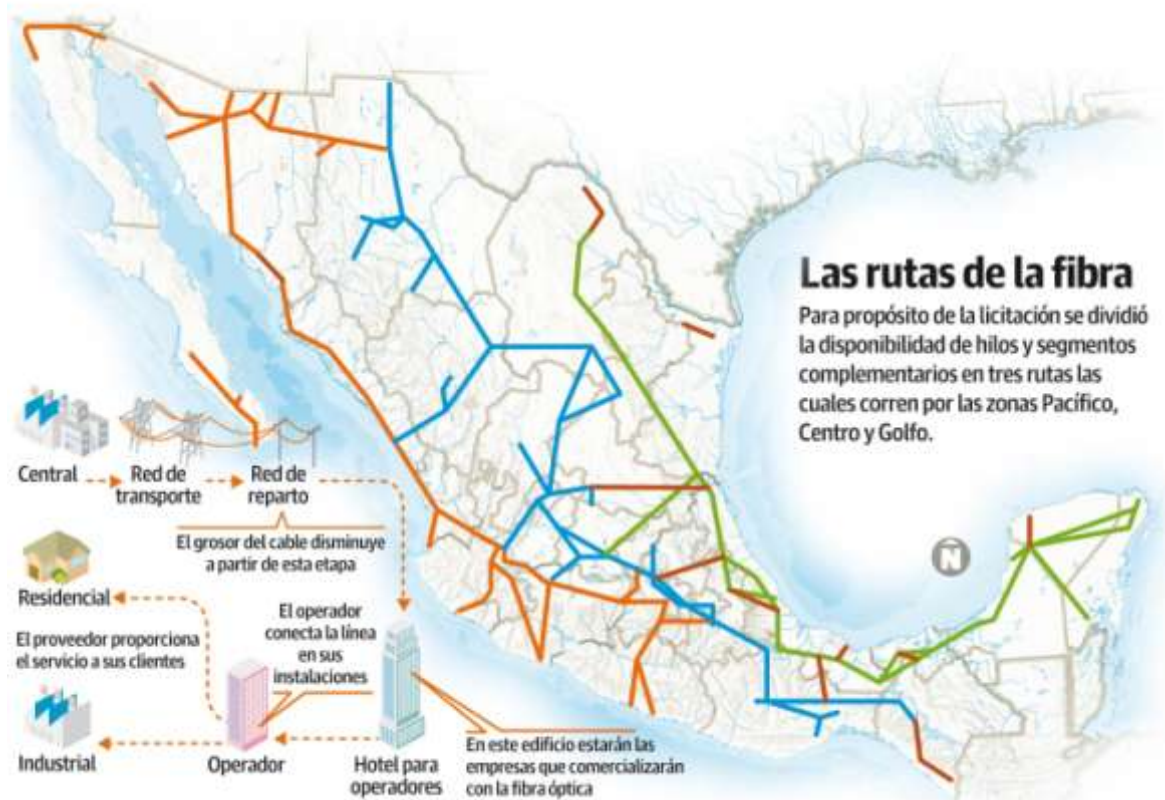 Las rutas de la fibra
Para propósito de la licitación se dividió
la disponibilidad de hilos y segmentos
complementarios en tres rutas las
cuales corren por las zonas Pacífico,
Centro y Golfo.
N
Central
Red de
transporte
Red de
reparto
El grosor del cable disminuye
a partir de esta etapa
Residencial
El proveedor proporciona
el servicio a sus clientes
El operador
conecta la línea
en sus
instalaciones
Industrial
Operador
Hotel para
operadores
En este edificio estarán las
empresas que comercializarán
con la fibra óptica